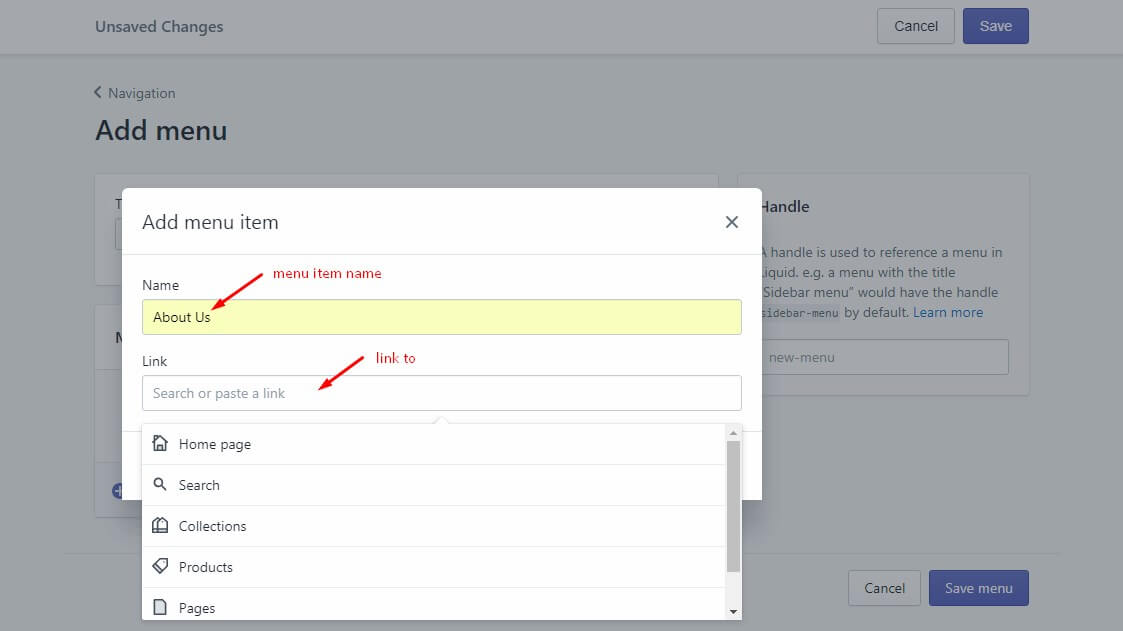 Unsaved Changes
Cancel
Save
Navigation
Add menu
T
Handle
A handle is used to reference a menu in
Liquid. e.g. a menu with the title
“Sidebar menu” would have the handle
sidebar-menu by default. Learn more
new-menu
Add menu item
menu item name
Name
About Us
link to
Link
Search or paste a link
Home page
Search
Collections
Products
Pages
Cancel
Save menu